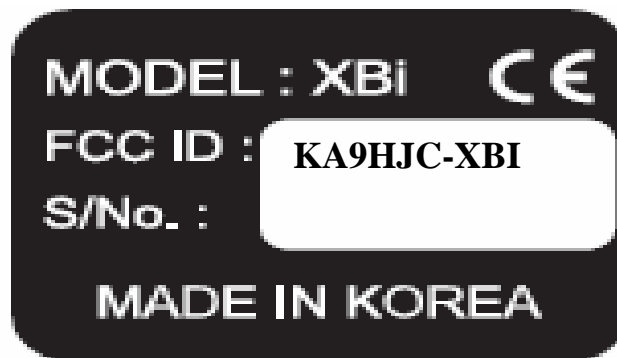 MODEL : XBi CE
FCC ID : KA9HJC-XBI
S/No. :
MADE IN KOREA